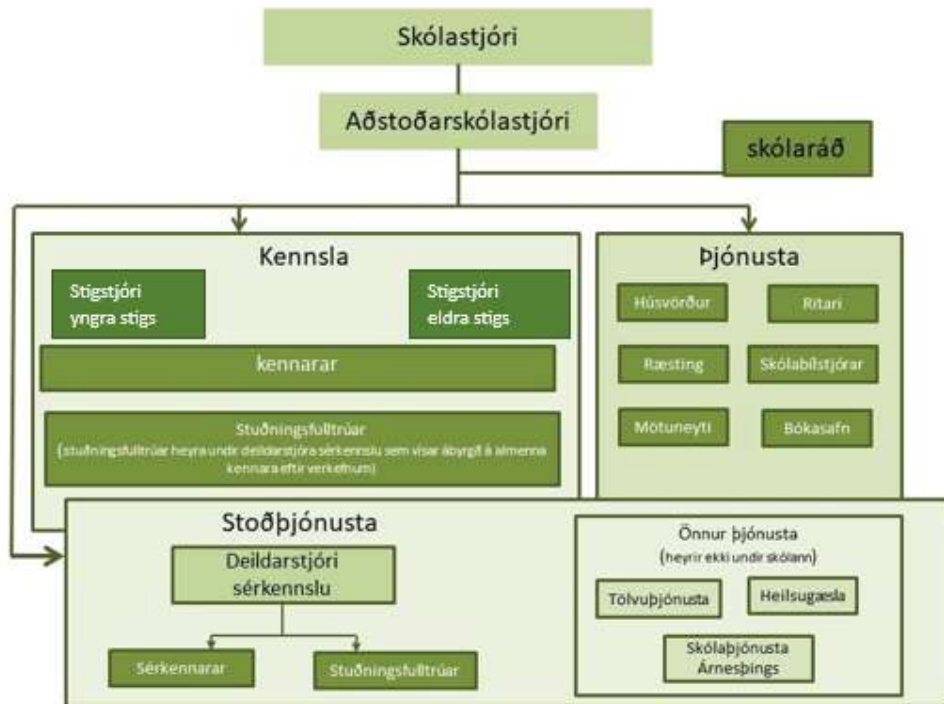 Skólastjóri
Aðstoðarskólastjóri
skólaráð
Kennsla
Stigstjóri
yngra stigs
Stigstjóri
eldra stigs
kennarar
Stuðningsfulltrúar
(stuðningsfulltrúar heyra undir deildarstjóra sérkennslu sem vísar ábyrgð á almenna
kennara eftir verkefnum)
Þjónusta
Húsvörður
Ritari
Ræsting
Skólabílstjórar
Mötuneyti
Bókasafn
Stoðþjónusta
Deildarstjóri
sérkennslu
Sérkennarar
Stuðningsfulltrúar
Önnur þjónusta
(heyrir ekki undir skólann)
Tölvuþjónusta
Heilsugæsla
Skólaþjónusta
Árnesþings